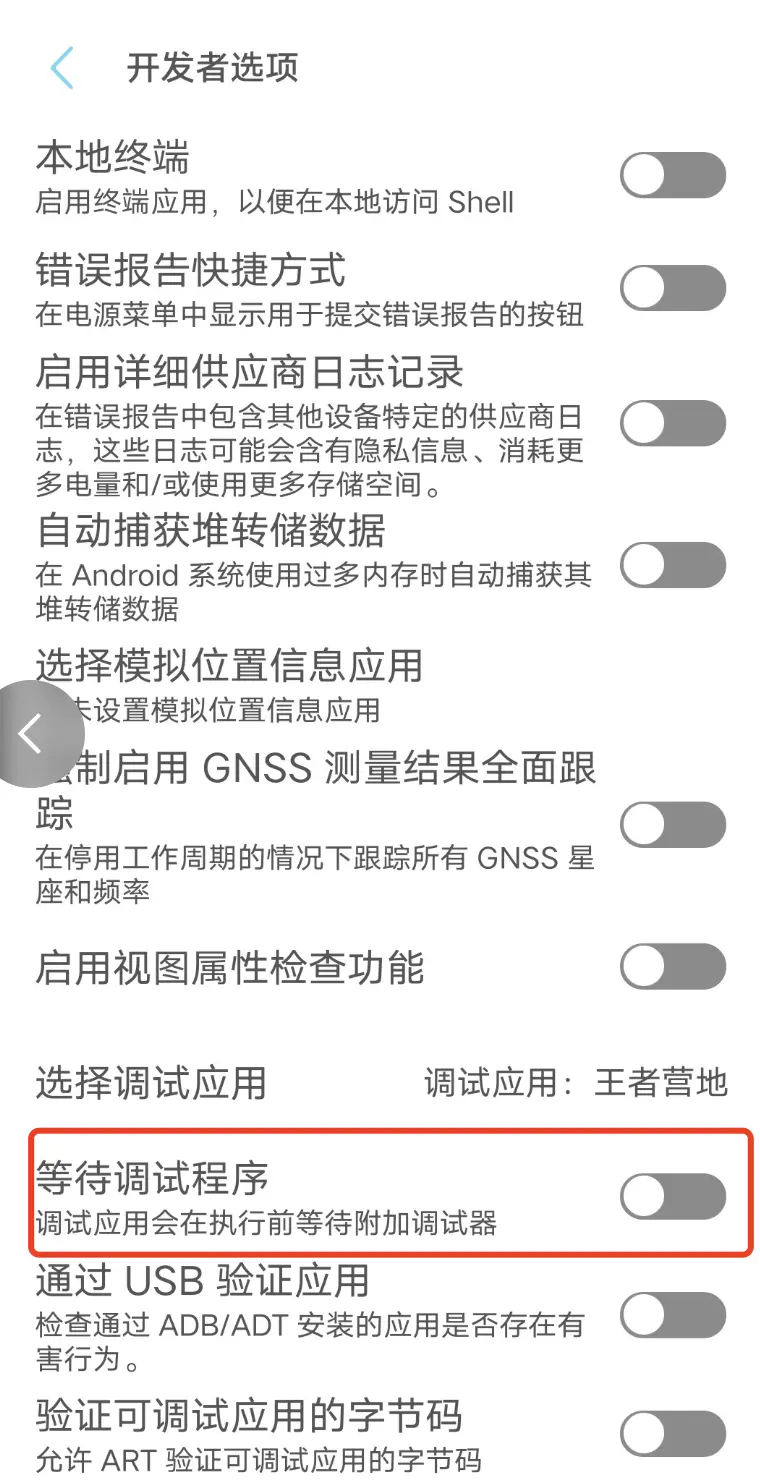 开发者选项
本地终端
启用终端应用，以便在本地访问 Shell
错误报告快捷方式
在电源菜单中显示用于提交错误报告的按钮
启用详细供应商日志记录
在错误报告中包含其他设备特定的供应商日
志，这些日志可能会含有隐私信息、消耗更
多电量和/或使用更多存储空间。
自动捕获堆转储数据
在 Android 系统使用过多内存时自动捕获其
堆转储数据
选择模拟位置信息应用
未设置模拟位置信息应用
制启用 GNSS 测量结果全面跟
踪
在停用工作周期的情况下跟踪所有 GNSS 星
座和频率
启用视图属性检查功能
选择调试应用 调试应用：王者营地
等待调试程序
调试应用会在执行前等待附加调试器
通过 USB 验证应用
检查通过 ADB/ADT 安装的应用是否存在有
害行为。
验证可调试应用的字节码
允许 ART 验证可调试应用的字节码